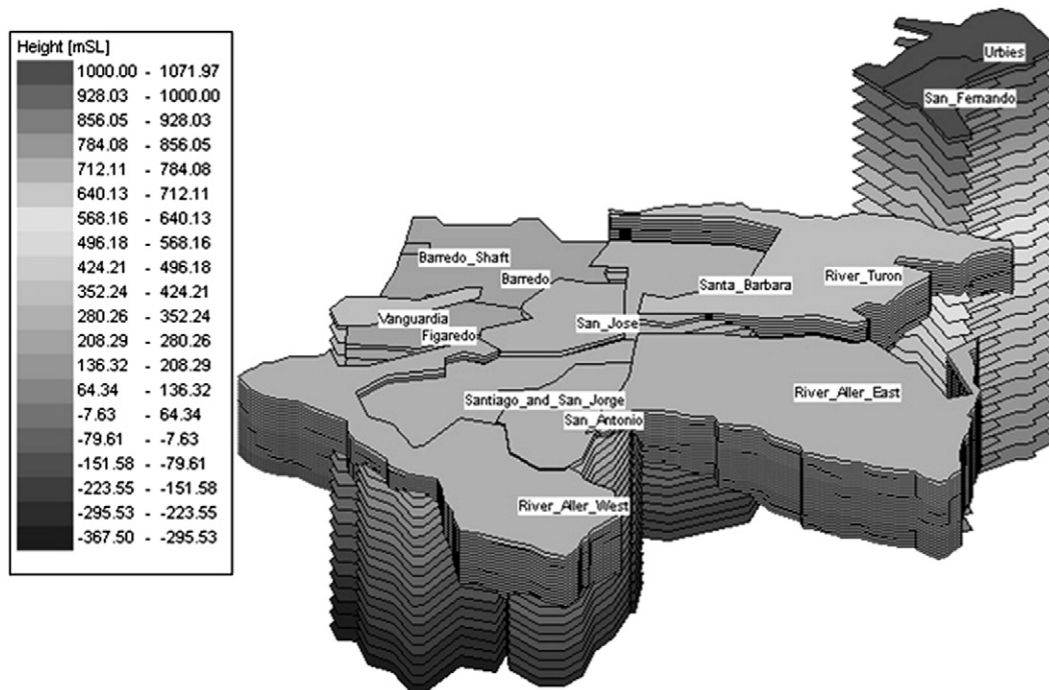 Height [mSL]
1000.00 - 1071.97
928.03 - 1000.00
856.05 - 928.03
784.08 - 856.05
712.11 - 784.08
640.13 - 712.11
568.16 - 640.13
496.18 - 568.16
424.21 - 496.18
352.24 - 424.21
280.26 - 352.24
208.29 - 280.26
136.32 - 208.29
64.34 - 136.32
-7.63 - 64.34
-79.61 - -7.63
-151.58 - -79.61
-223.55 - -151.58
-295.53 - -223.55
-367.50 - -295.53
Urbies
San_Fernando
Barredo_Shaft
Barredo
Santa_Barbara
River_Turon
Vanguardia
Figaredo
San_Jose
Santiago_and_San_Jorge
San_Antonio
River_Aller_East
River_Aller_West